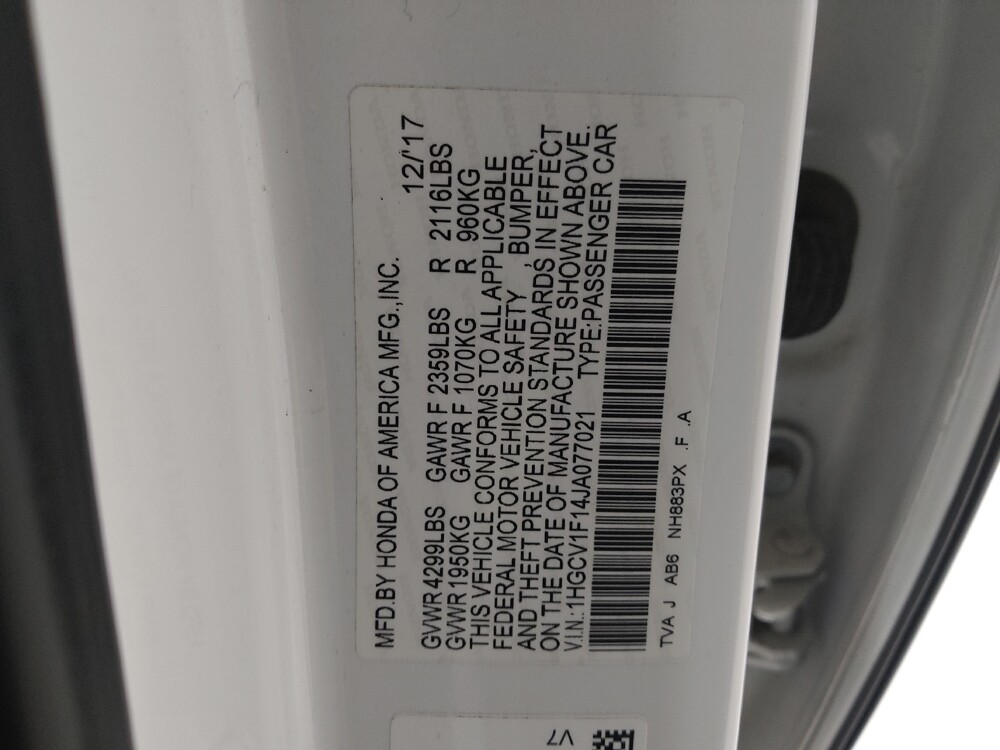 MFD.BY HONDA OF AMERICA MFG.,INC. 12/'17
GVWR 4299LBS GAWR F 2359LBS R 2116LBS
GVWR 1950KG GAWR F 1070KG R 960KG
THIS VEHICLE CONFORMS TO ALL APPLICABLE
FEDERAL MOTOR VEHICLE SAFETY , BUMPER,
AND THEFT PREVENTION STANDARDS IN EFFECT
ON THE DATE OF MANUFACTURE SHOWN ABOVE.
V.I.N.:1HGCV1F14JA077021 TYPE:PASSENGER CAR
TVA J AB6 NH883PX .F .A
V7